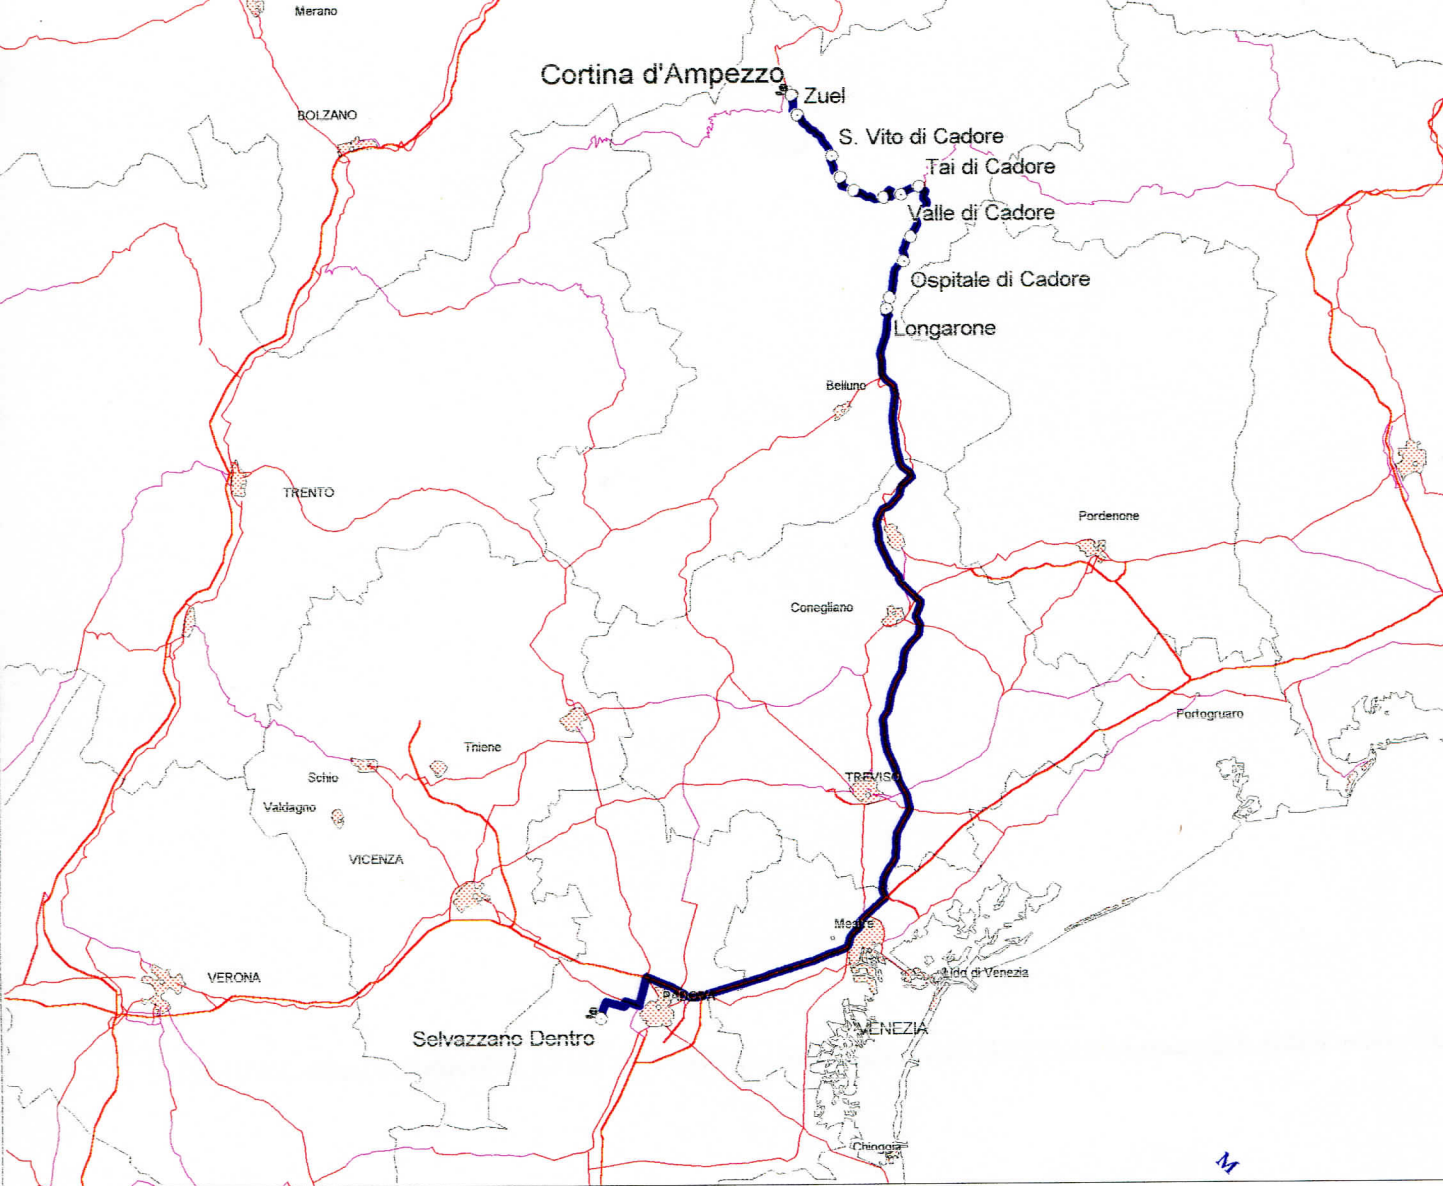 Merano
Cortina d'Ampezzo
Zuel
BOLZANO
S. Vito di Cadore
Tai di Cadore
Valle di Cadore
Ospitale di Cadore
Longarone
Belluno
TRENTO
Pordenone
Conegliano
Portogruaro
Thiene
Schio
TREVISO
Valdagno
VICENZA
Mestre
Lido di Venezia
VERONA
PADOVA
VENEZIA
Selvazzano Dentro
Chioggia
M